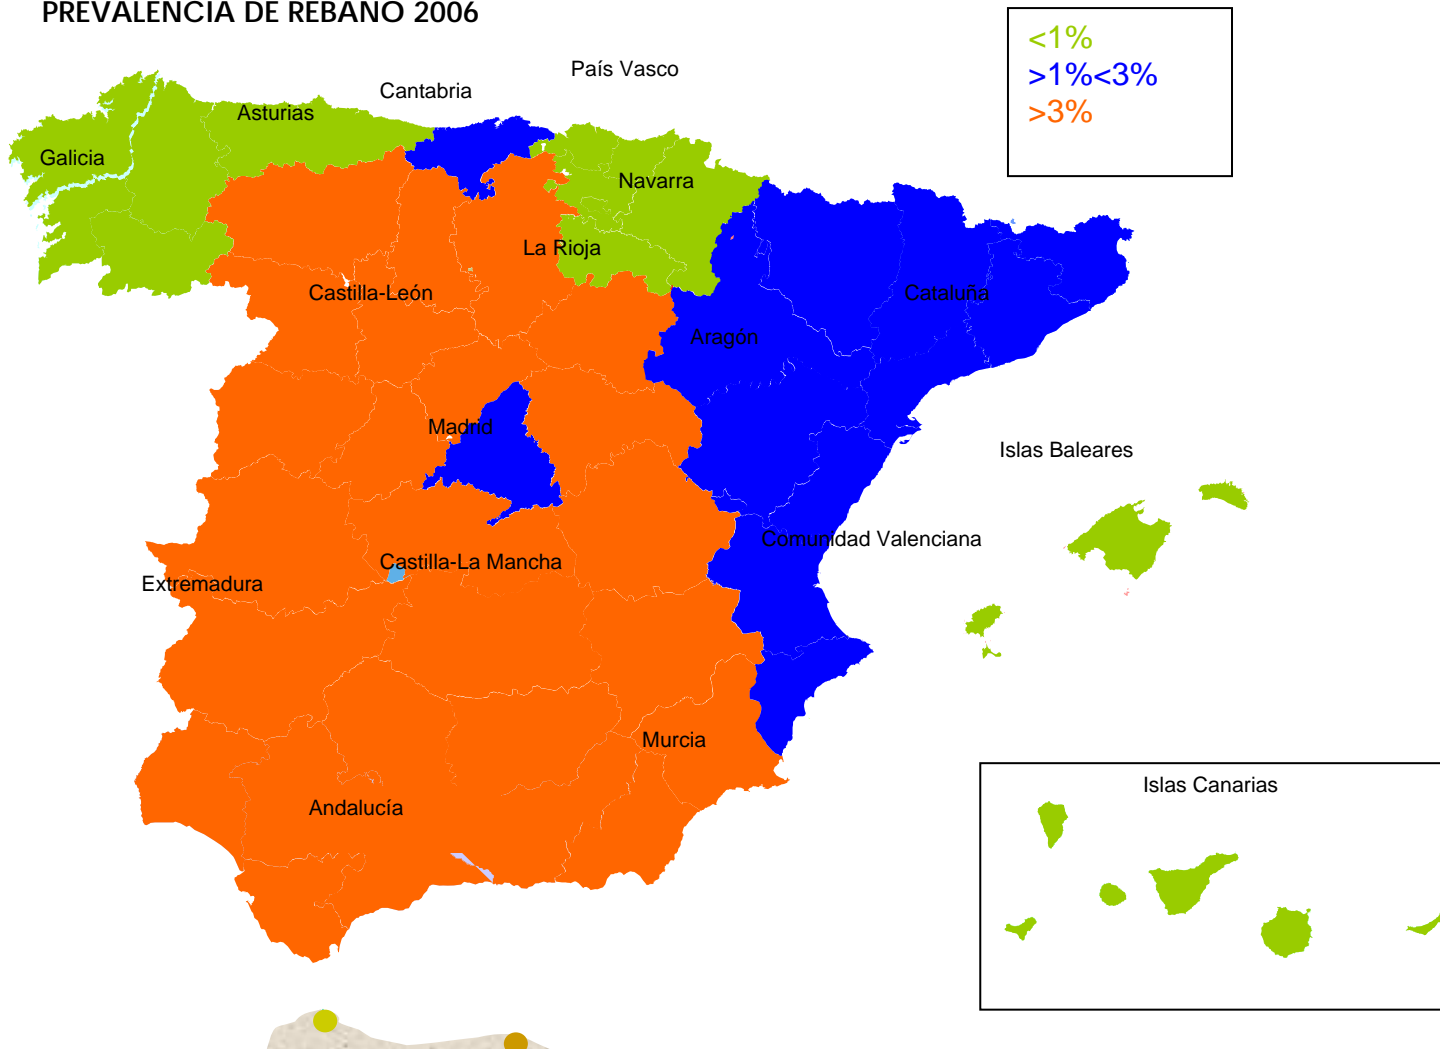 PREVALENCIA DE REBAÑO 2006
<1%
>1%<3%
>3%
País Vasco
Cantabria
Asturias
Galicia
Navarra
La Rioja
Castilla-León
Cataluña
Aragón
Madrid
Islas Baleares
Comunidad Valenciana
Castilla-La Mancha
Extremadura
Murcia
Islas Canarias
Andalucía